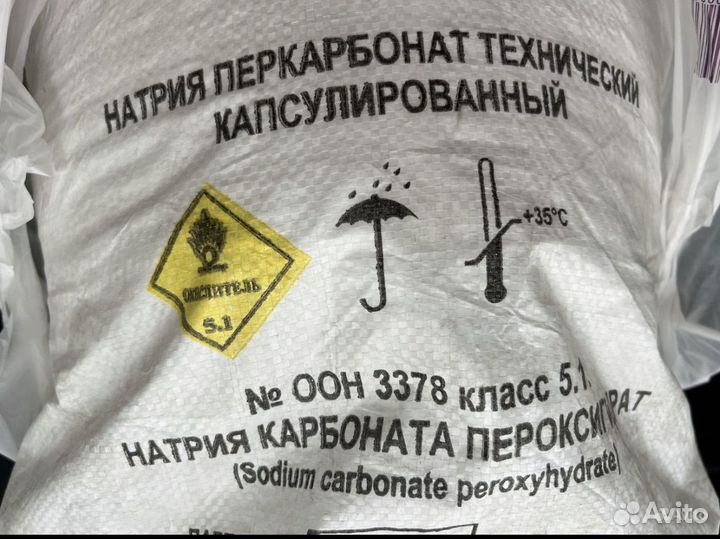 НАТРИЯ ПЕРКАРБОНАТ ТЕХНИЧЕСКИЙ
КАПСУЛИРОВАННЫЙ
+35°C
ОКИСЛИТЕЛЬ
5.1
№ ООН 3378 класс 5.1.
НАТРИЯ КАРБОНАТА ПЕРОКСИГИДРАТ
(Sodium carbonate peroxyhydrate)
Avito